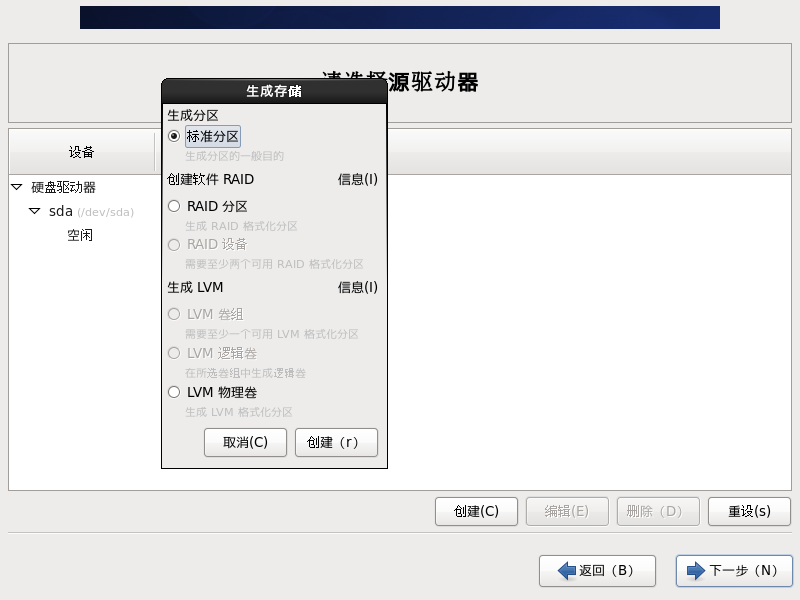 请选择源驱动器
生成存储
设备
生成分区
标准分区
生成分区的一般目的
创建软件 RAID 信息(I)
RAID 分区
生成 RAID 格式化分区
RAID 设备
需要至少两个可用 RAID 格式化分区
生成 LVM 信息(I)
LVM 卷组
需要至少一个可用 LVM 格式化分区
LVM 逻辑卷
在所选卷组中生成逻辑卷
LVM 物理卷
生成 LVM 格式化分区
取消(C) 创建（r）
硬盘驱动器
sda (/dev/sda)
空闲
创建(C) 编辑(E) 删除（D） 重设(s)
返回（B） 下一步（N）